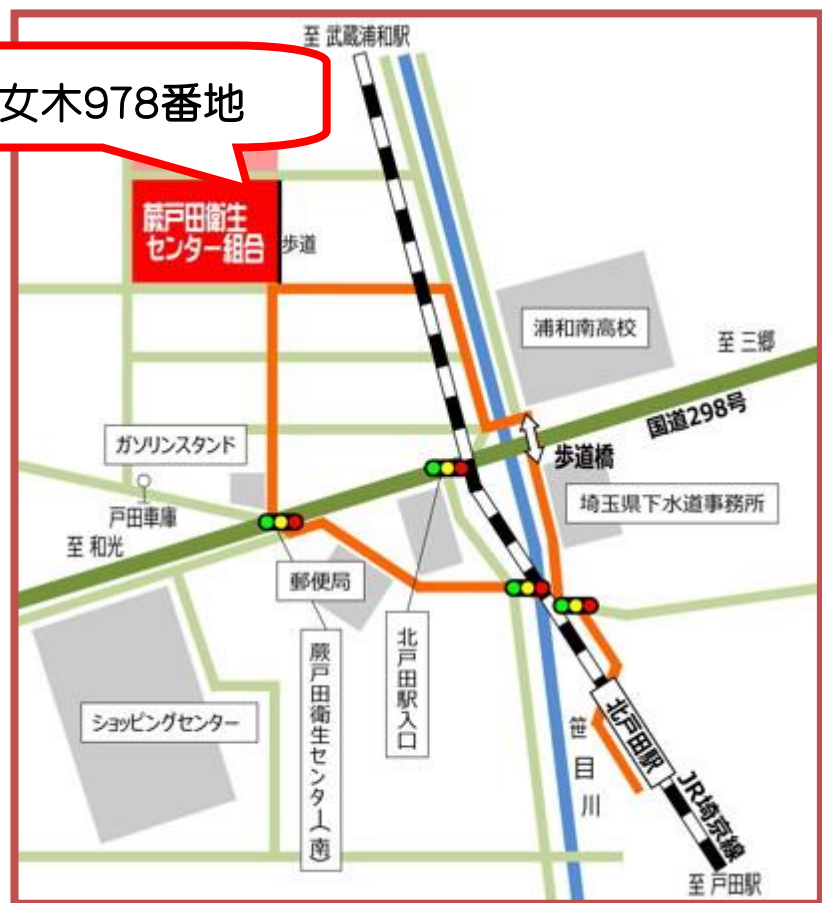 至 武蔵浦和駅
女木978番地
蕨戸田衛生
センター組合
歩道
浦和南高校
至 三郷
国道298号
歩道橋
ガソリンスタンド
戸田車庫
埼玉県下水道事務所
至 和光
郵便局
北戸田駅入口
蕨戸田衛生センター(南)
ショッピングセンター
笹目川
北戸田駅
JR埼京線
至 戸田駅